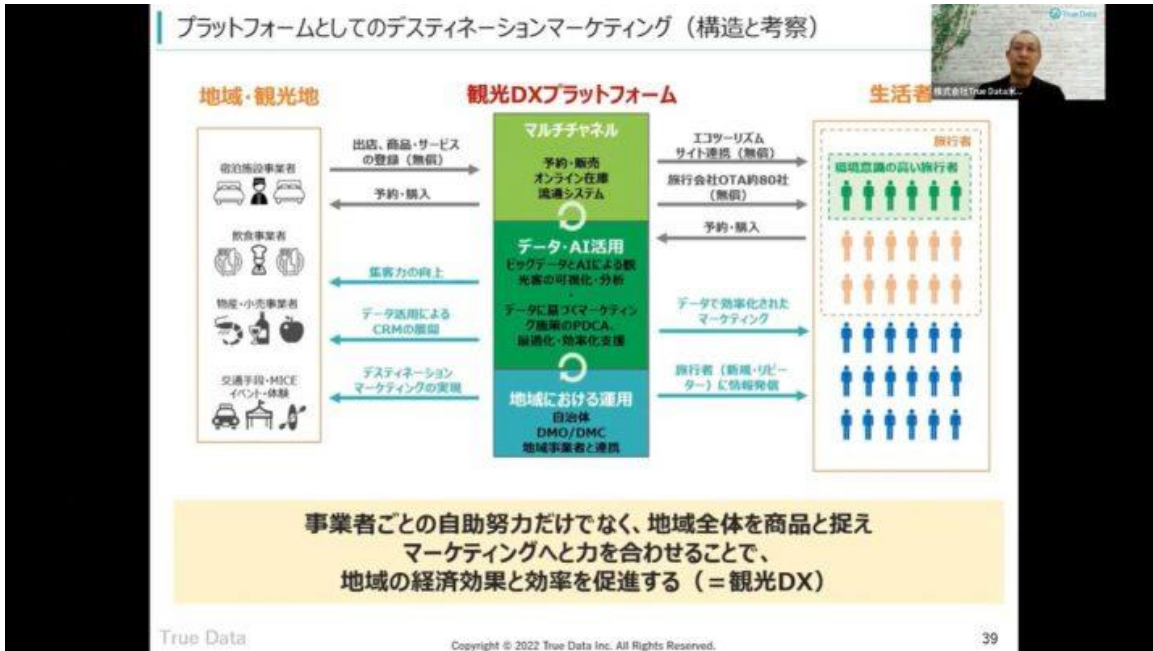 プラットフォームとしてのデスティネーションマーケティング（構造と考察）
True Data
株式会社True Data米...
地域・観光地
観光DXプラットフォーム
生活者
宿泊施設事業者
飲食事業者
物産・小売事業者
交通手段・MICE
イベント・体験
出店、商品・サービス
の登録（無償）
予約・購入
集客力の向上
データ活用による
CRMの展開
デスティネーション
マーケティングの実現
マルチチャネル
予約・販売
オンライン在庫
流通システム
データ・AI活用
ビッグデータとAIによる観
光客の可視化・分析
・
データに基づくマーケティン
グ施策のPDCA、
最適化・効率化支援
地域における運用
自治体
DMO/DMC
地域事業者と連携
エコツーリズム
サイト連携（無償）
旅行会社OTA約80社
（無償）
予約・購入
データで効率化された
マーケティング
旅行者（新規・リピー
ター）に情報発信
旅行者
環境意識の高い旅行者
事業者ごとの自助努力だけでなく、地域全体を商品と捉え
マーケティングへと力を合わせることで、
地域の経済効果と効率を促進する（＝観光DX）
True Data
Copyright © 2022 True Data Inc. All Rights Reserved.
39